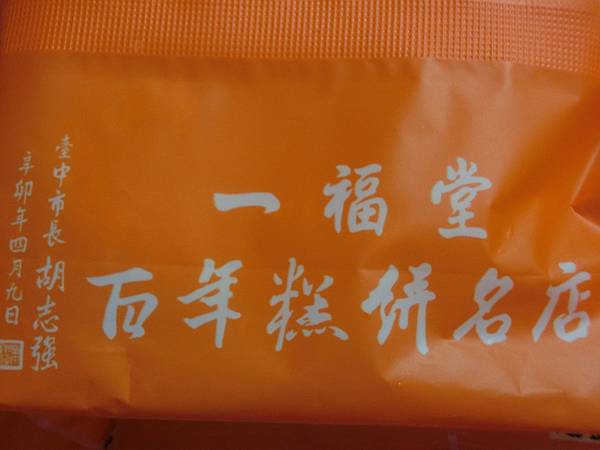 一福堂
百年糕餅名店
臺中市長胡志強
辛卯年四月九日